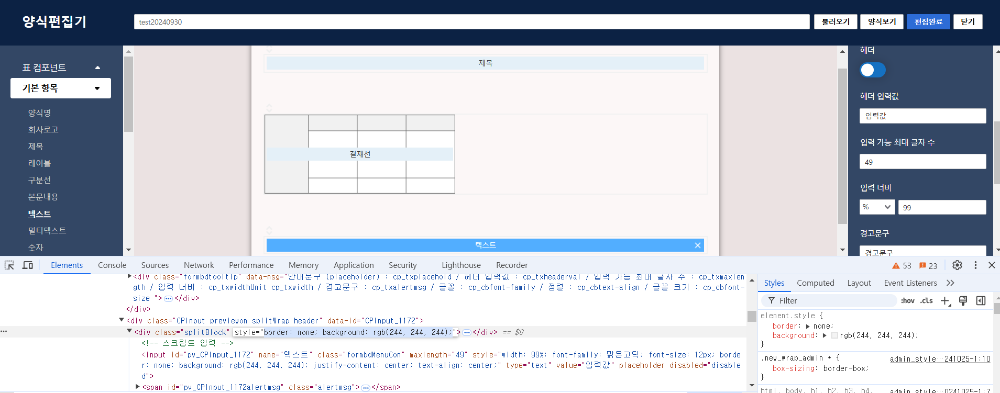 양식편집기
test20240930
불러오기
양식보기
편집완료
닫기
표 컴포넌트
기본 항목
양식명
회사로고
제목
레이블
구분선
본문내용
텍스트
멀티텍스트
숫자
제목
결재선
텍스트
헤더
헤더 입력값
입력값
입력 가능 최대 글자 수
49
입력 너비
%
99
경고문구
경고문구
Elements Console Sources Network Performance Memory Application Security Lighthouse Recorder
53
23
<div class="formbdtooltip" data-msg="안내문구 (placeholder) : cp_txplacehold / 헤더 입력값 : cp_txheaderval / 입력 가능 최대 글자 수 : cp_txmaxlen
gth / 입력 너비 : cp_txwidthUnit cp_txwidth / 경고문구 : cp_txalertmsg / 글꼴 : cp_cbfont-family / 정렬 : cp_cbtext-align / 글꼴 크기 : cp_cbfont-
size ">…</div>
</div>
<div class="CPInput previewon splitWrap header" data-id="CPInput_1172">
<div class="splitBlock" style="border: none; background: rgb(244, 244, 244);">…</div> == $0
<!-- 스크립트 입력 -->
<input id="pv_CPInput_1172" name="텍스트" class="formbdMenuCon" maxlength="49" style="width: 99%; font-family: 맑은고딕; font-size: 12px; borde
r: none; background: rgb(244, 244, 244); justify-content: center; text-align: center;" type="text" value="입력값" placeholder disabled="disable
d">
<span id="pv_CPInput_1172alertmsg" class="alertmsg">…</span>
Styles Computed Layout Event Listeners
Filter
:hov .cls
element.style {
border: none;
background: rgb(244, 244, 244);
}
.new_wrap_admin * {
admin_style…241025-1:10
box-sizing: border-box;
}
html, body, h1, h2, h3, h4,
admin_style…0241025-1:7